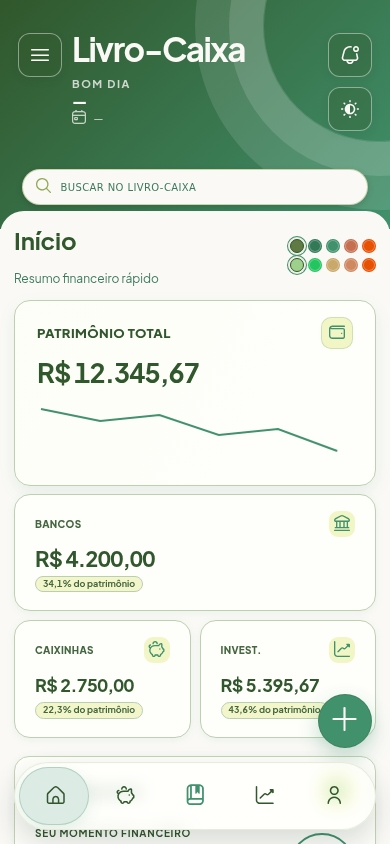 Livro-Caixa
BOM DIA
—
—
BUSCAR NO LIVRO-CAIXA
Início
Resumo financeiro rápido
PATRIMÔNIO TOTAL
R$ 12.345,67
BANCOS
R$ 4.200,00
34,1% do patrimônio
CAIXINHAS
R$ 2.750,00
22,3% do patrimônio
INVEST.
R$ 5.395,67
43,6% do patrimônio
SEU MOMENTO FINANCEIRO